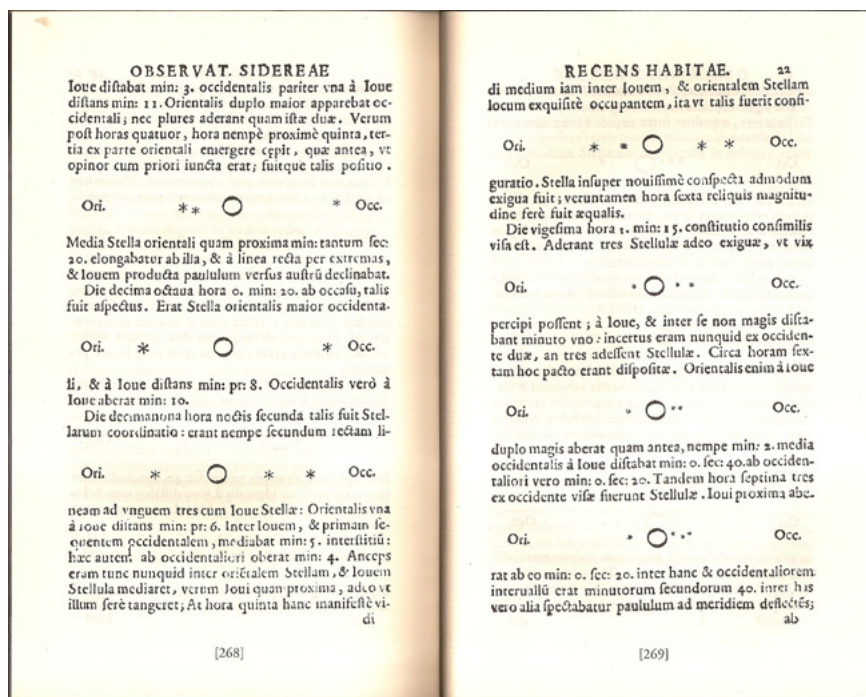 OBSERVAT. SIDEREAE
Ioue diſtabat min: 3. occidentalis pariter vna à Ioue
diſtans min: 11. Orientalis duplo maior apparebat oc-
cidentali; nec plures aderant quam iſtæ duæ. Verum
poſt horas quatuor, hora nempè proximè quinta, ter-
tia ex parte orientali emergere cępit, quæ antea, vt
opinor cum priori iuncta erat; fuitque talis poſitio.
Ori. ** O * Occ.
Media Stella orientali quam proxima min: tantum ſec:
20. elongabatur ab illa, & à linea recta per extremas,
& Iouem producta paululum verſus auſtrū declinabat.
Die decima octaua hora 0. min: 20. ab occaſu, talis
fuit aſpectus. Erat Stella orientalis maior occidenta-
Ori. * O * Occ.
li, & à Ioue diſtans min: pr: 8. Occidentalis verò à
Ioue aberat min: 10.
Die decimanona hora noctis ſecunda talis fuit Stel-
larum coordinatio: erant nempe ſecundum rectam li-
Ori. * O * * Occ.
neam ad vnguem tres cum Ioue Stellæ: Orientalis vna
à Ioue diſtans min: pr: 6. Inter Iouem, & primam ſe-
quentem occidentalem, mediabat min: 5. interſtitiū:
hæc autem ab occidentaliori oberat min: 4. Anceps
eram tunc nunquid inter oriētalem Stellam, & Iouem
Stellula mediaret, verum Ioui quan proxima, adeo vt
illum ferè tangeret; At hora quinta hanc manifeſtè vi-
di
[268]
RECENS HABITAE. 22
di medium iam inter Iouem, & orientalem Stellam
locum exquiſitè occupantem, ita vt talis fuerit confi-
Ori. * * O * * Occ.
guratio. Stella inſuper nouiſſimè conſpecta admodum
exigua fuit; veruntamen hora ſexta reliquis magnitu-
dine ferè fuit æqualis.
Die vigeſima hora 1. min: 15. conſtitutio conſimilis
viſa eſt. Aderant tres Stellulæ adeo exiguæ, vt vix
Ori. * O * * Occ.
percipi poſſent; à Ioue, & inter ſe non magis diſta-
bant minuto vno: incertus eram nunquid ex occiden-
te duæ, an tres adeſſent Stellulæ. Circa horam ſex-
tam hoc pacto erant diſpoſitæ. Orientalis enim à Ioue
Ori. * O ** Occ.
duplo magis aberat quam antea, nempe min: 2. media
occidentalis à Ioue diſtabat min: 0. ſec: 40. ab occiden-
taliori vero min: 0. ſec: 20. Tandem hora ſeptima tres
ex occidente viſæ fuerunt Stellulæ. Ioui proxima abe-
Ori. * O * * * Occ.
rat ab eo min: 0. ſec: 20. inter hanc & occidentaliorem
interuallū erat minutorum ſecundorum 40. inter has
vero alia ſpectabatur paululum ad meridiem deflectēs;
ab
[269]